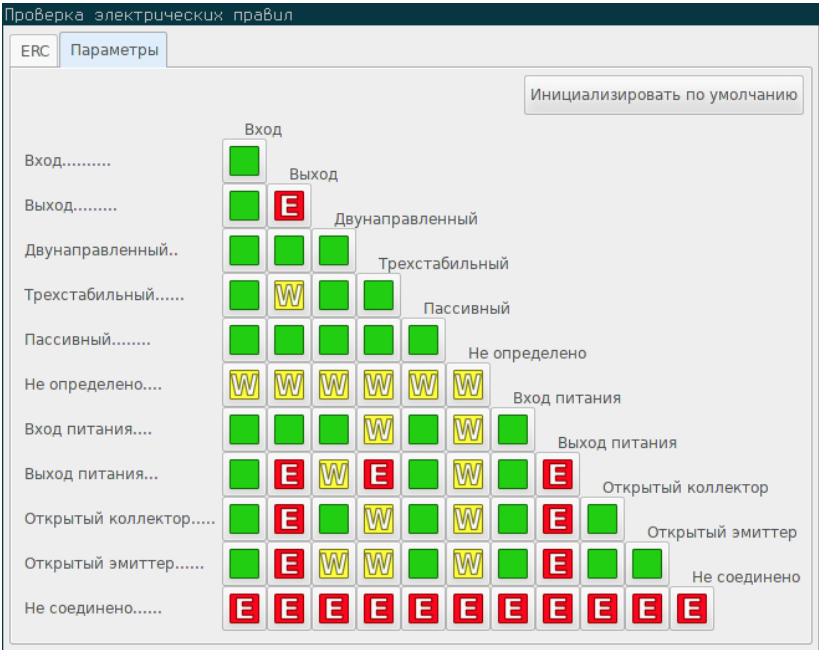 Проверка электрических правил
ERC Параметры
Инициализировать по умолчанию
Вход
Вход..........
Выход
Выход.........
E
Двунаправленный
Двунаправленный..
Трехстабильный
Трехстабильный......
W
Пассивный
Пассивный........
Не определено
Не определено....
W W W W W W
Вход питания
Вход питания....
W W
Выход питания
Выход питания...
E W E W E
Открытый коллектор
Открытый коллектор.....
E W W E
Открытый эмиттер
Открытый эмиттер......
E W W W E
Не соединено
Не соединено......
E E E E E E E E E E E